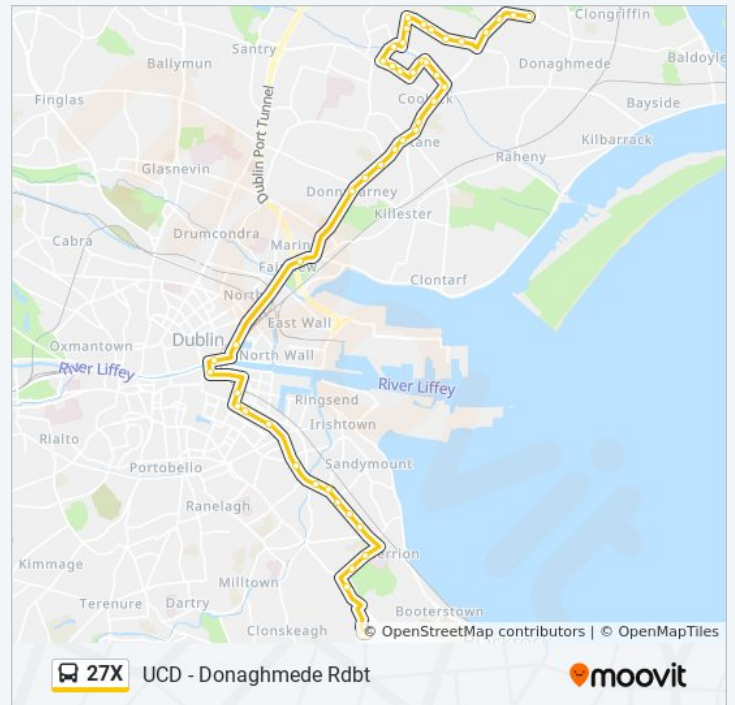 Clongriffin
Santry
Ballymun
Donaghmede
Baldoyle
Finglas
Coolock
Bayside
Dublin Port Tunnel
Kilbarrack
Glasnevin
Raheny
Killester
Drumcondra
Cabra
Marin
Fairview
Clontarf
North
East Wall
Dublin
Oxmantown
North Wall
River Liffey
River Liffey
Ringsend
Rialto
Irishtown
Portobello
Sandymount
Ranelagh
Kimmage
Milltown
Merrion
Terenure
Dartry
Booterstown
Clonskeagh
© OpenStreetMap contributors | © OpenMapTiles
27X UCD - Donaghmede Rdbt
moovit